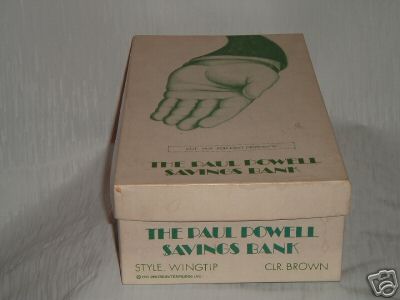 THE PAUL POWELL
SAVINGS BANK
THE PAUL POWELL
SAVINGS BANK
STYLE. WINGTIP CLR. BROWN